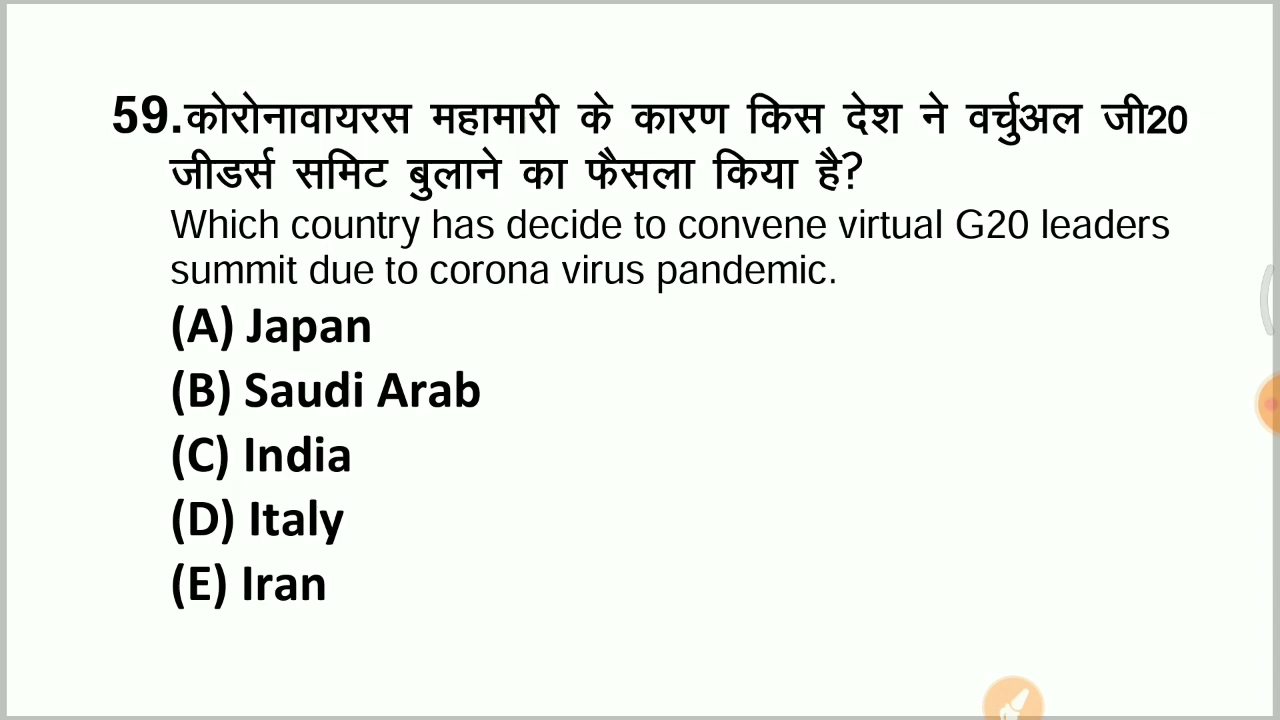 59.कोरोनावायरस महामारी के कारण किस देश ने वर्चुअल जी20
जीडर्स समिट बुलाने का फैसला किया है?
Which country has decide to convene virtual G20 leaders
summit due to corona virus pandemic.
(A) Japan
(B) Saudi Arab
(C) India
(D) Italy
(E) Iran